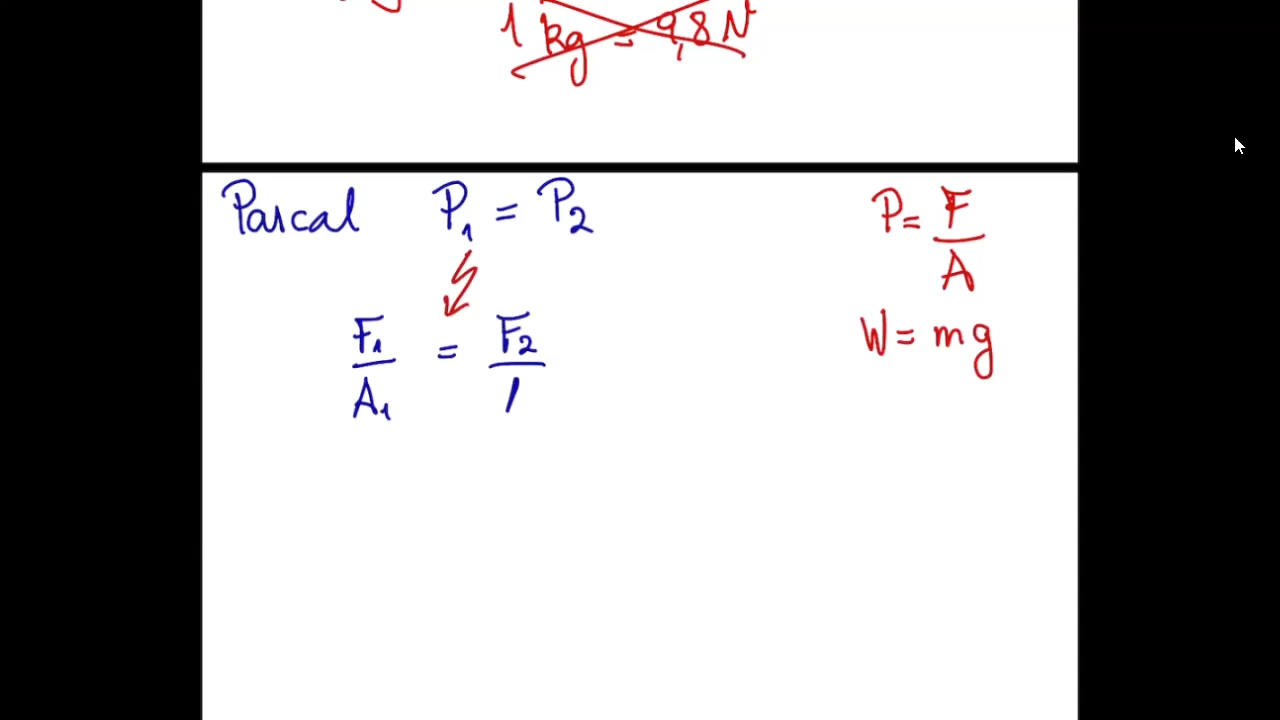 1 kg = 9,8 N
Pascal P₁ = P₂
P = F/A
F₁/A₁ = F₂/
W = mg